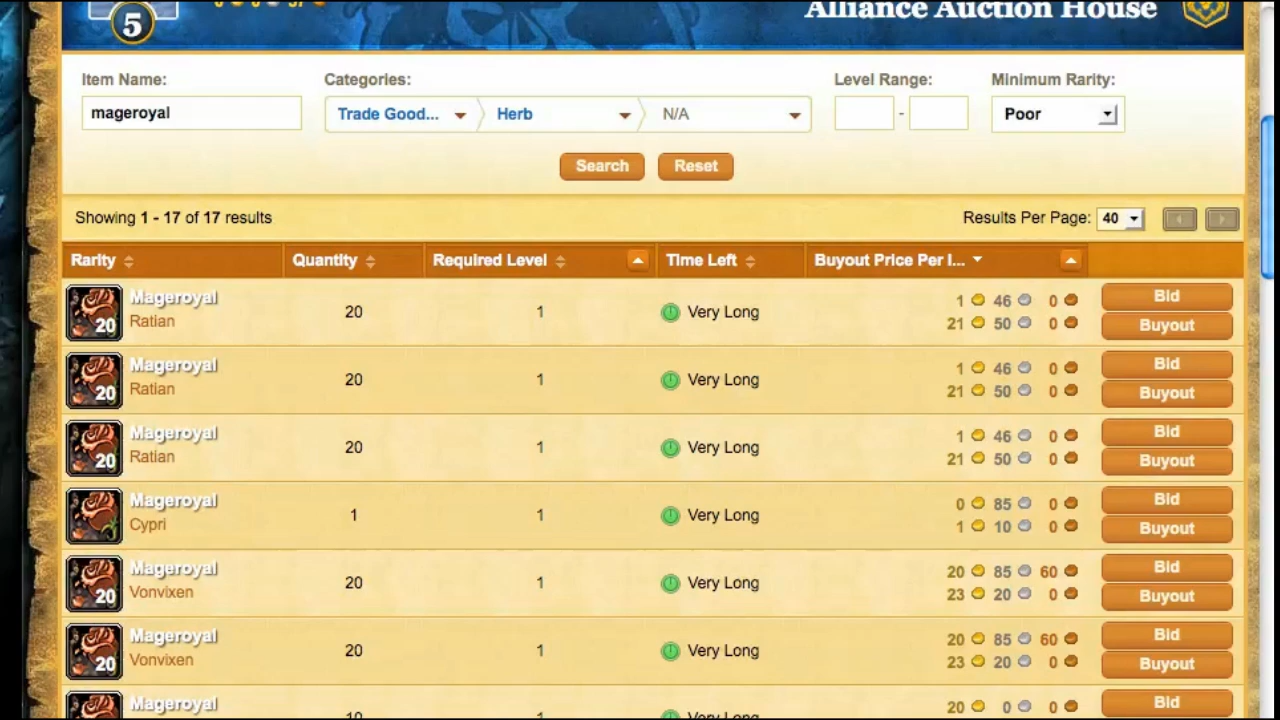 5
Alliance Auction House
Item Name: Categories: Level Range: Minimum Rarity:
mageroyal Trade Good... Herb N/A - Poor
Search Reset
Showing 1 - 17 of 17 results Results Per Page: 40
Rarity Quantity Required Level Time Left Buyout Price Per I...
Mageroyal 1 46 0 Bid
20 Ratian 20 1 Very Long 21 50 0 Buyout
Mageroyal 1 46 0 Bid
20 Ratian 20 1 Very Long 21 50 0 Buyout
Mageroyal 1 46 0 Bid
20 Ratian 20 1 Very Long 21 50 0 Buyout
Mageroyal 0 85 0 Bid
Cypri 1 1 Very Long 1 10 0 Buyout
Mageroyal 20 85 60 Bid
20 Vonvixen 20 1 Very Long 23 20 0 Buyout
Mageroyal 20 85 60 Bid
20 Vonvixen 20 1 Very Long 23 20 0 Buyout
Mageroyal 10 1 Very Long 20 0 0 Bid